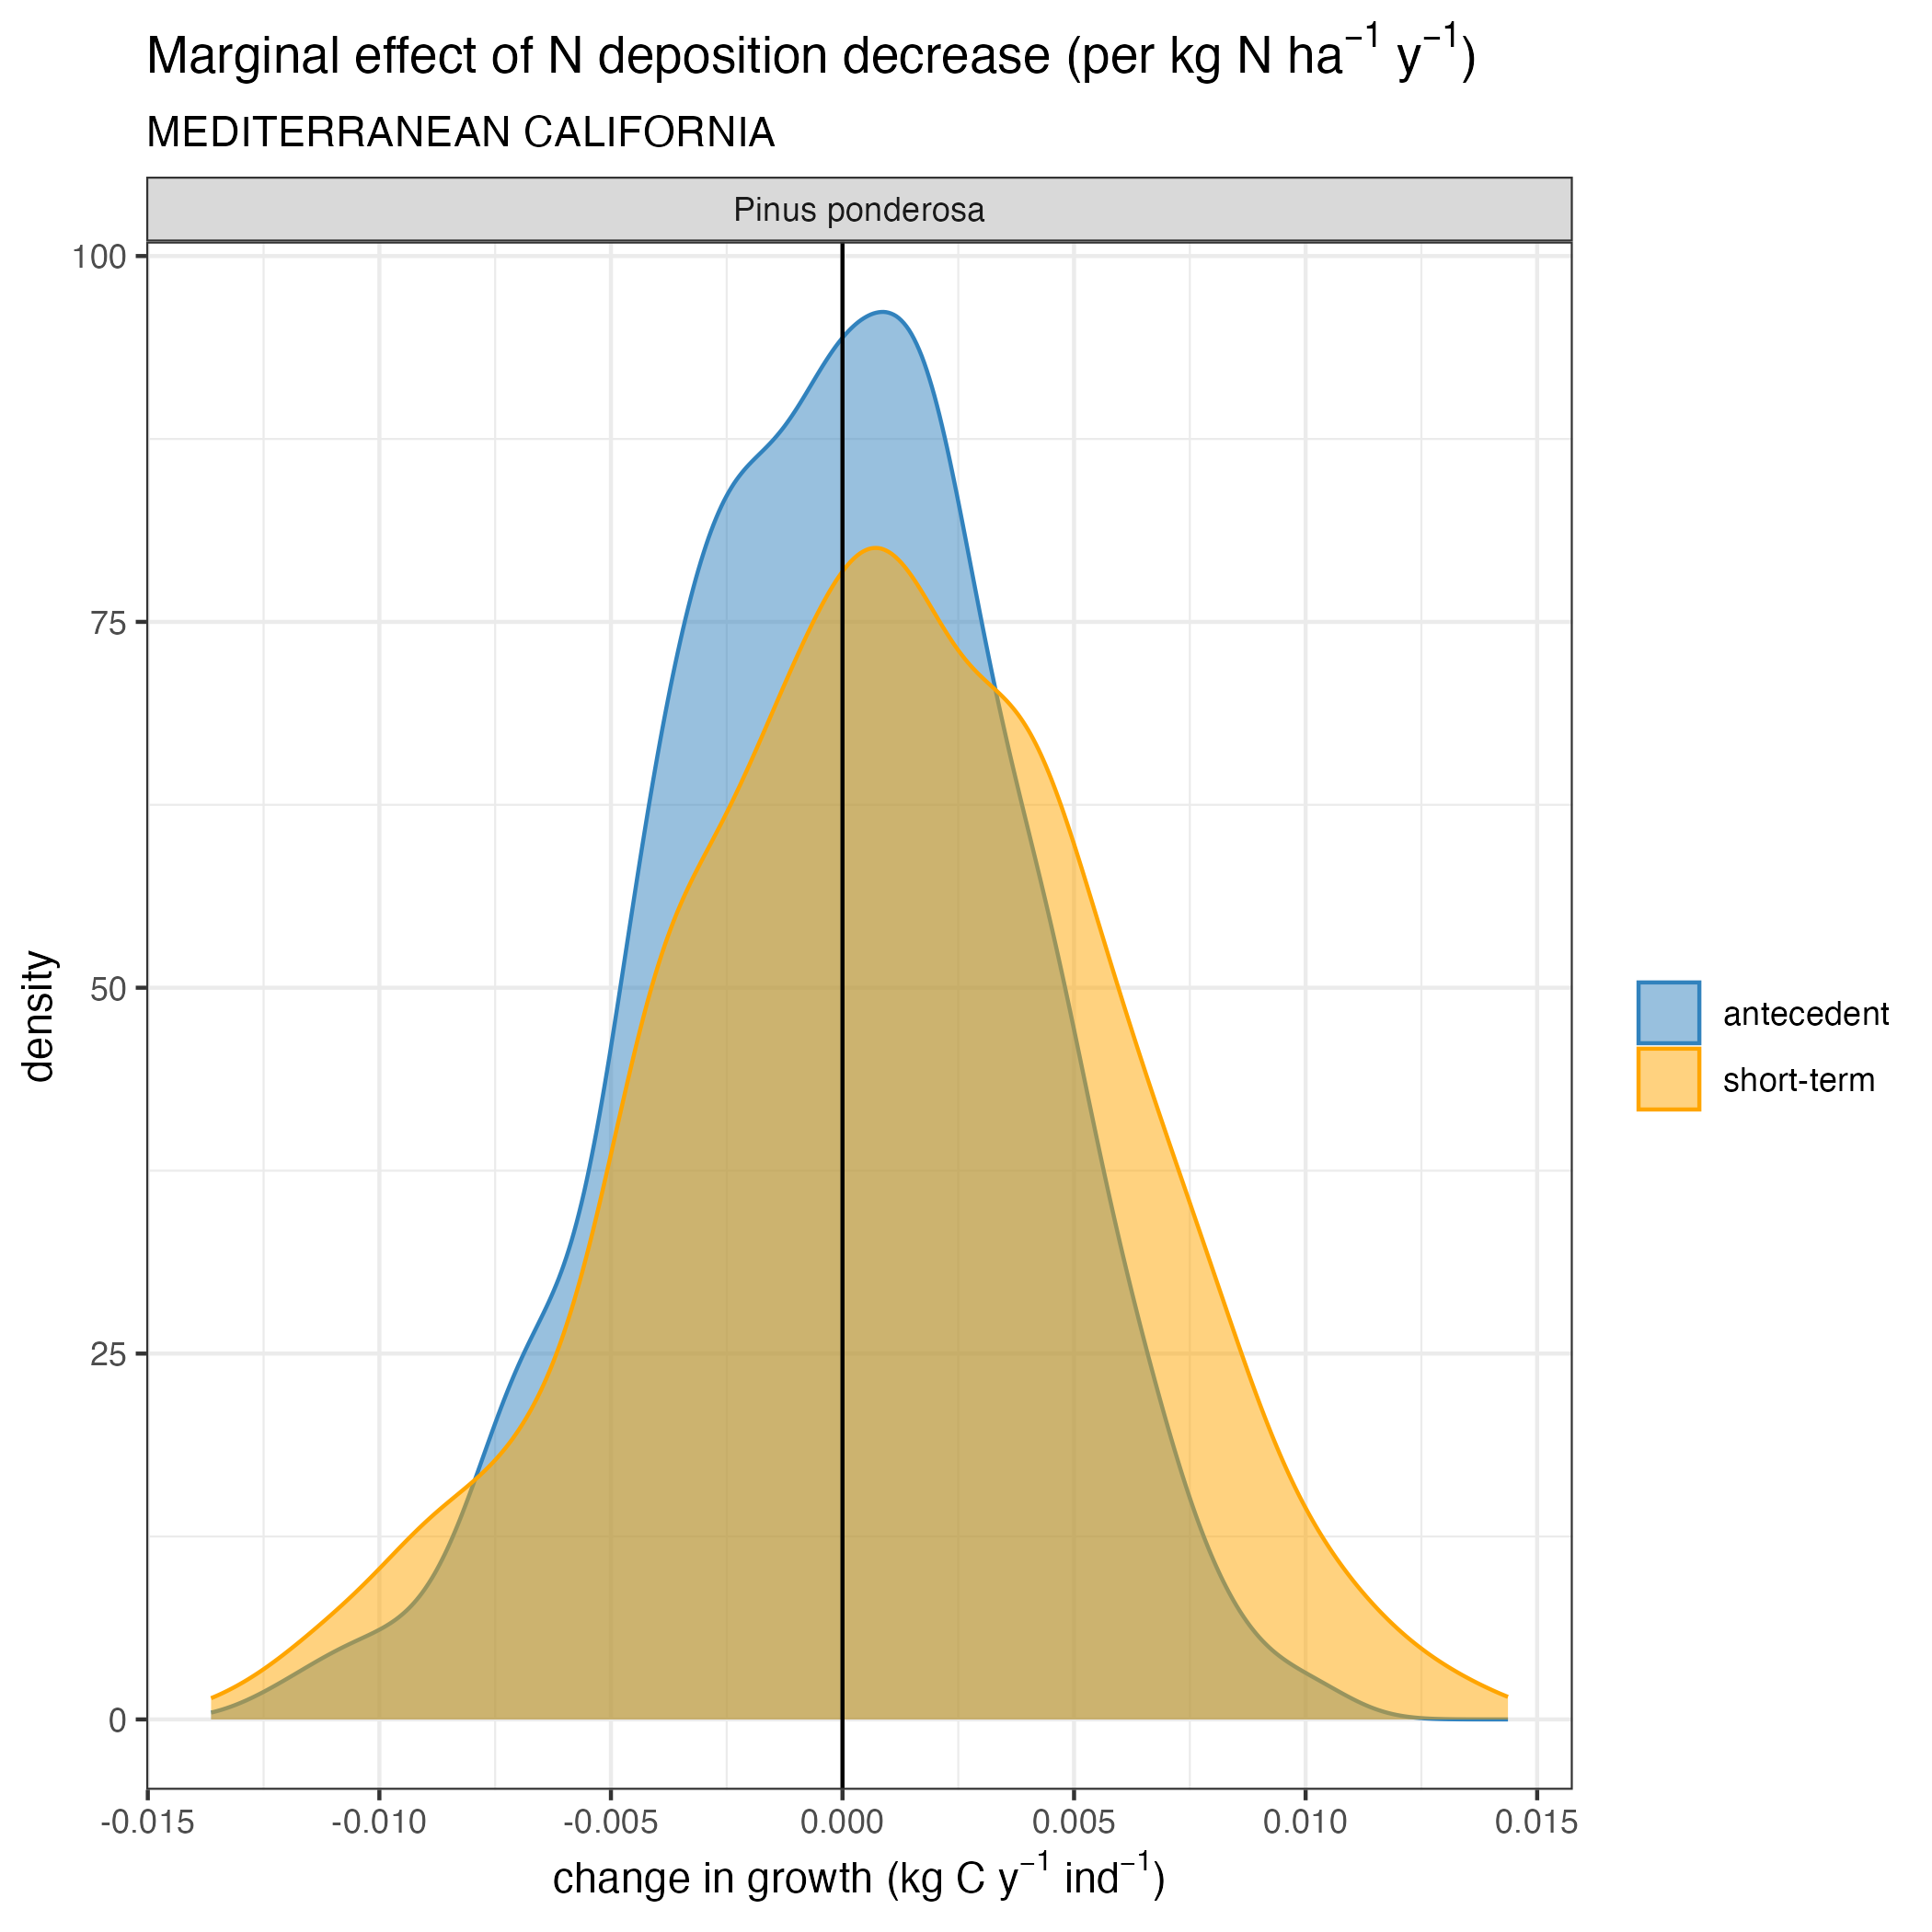 Marginal effect of N deposition decrease (per kg N ha⁻¹ y⁻¹)
MEDITERRANEAN CALIFORNIA
Pinus ponderosa
100
75
50
25
0
density
-0.015 -0.010 -0.005 0.000 0.005 0.010 0.015
change in growth (kg C y⁻¹ ind⁻¹)
antecedent
short-term